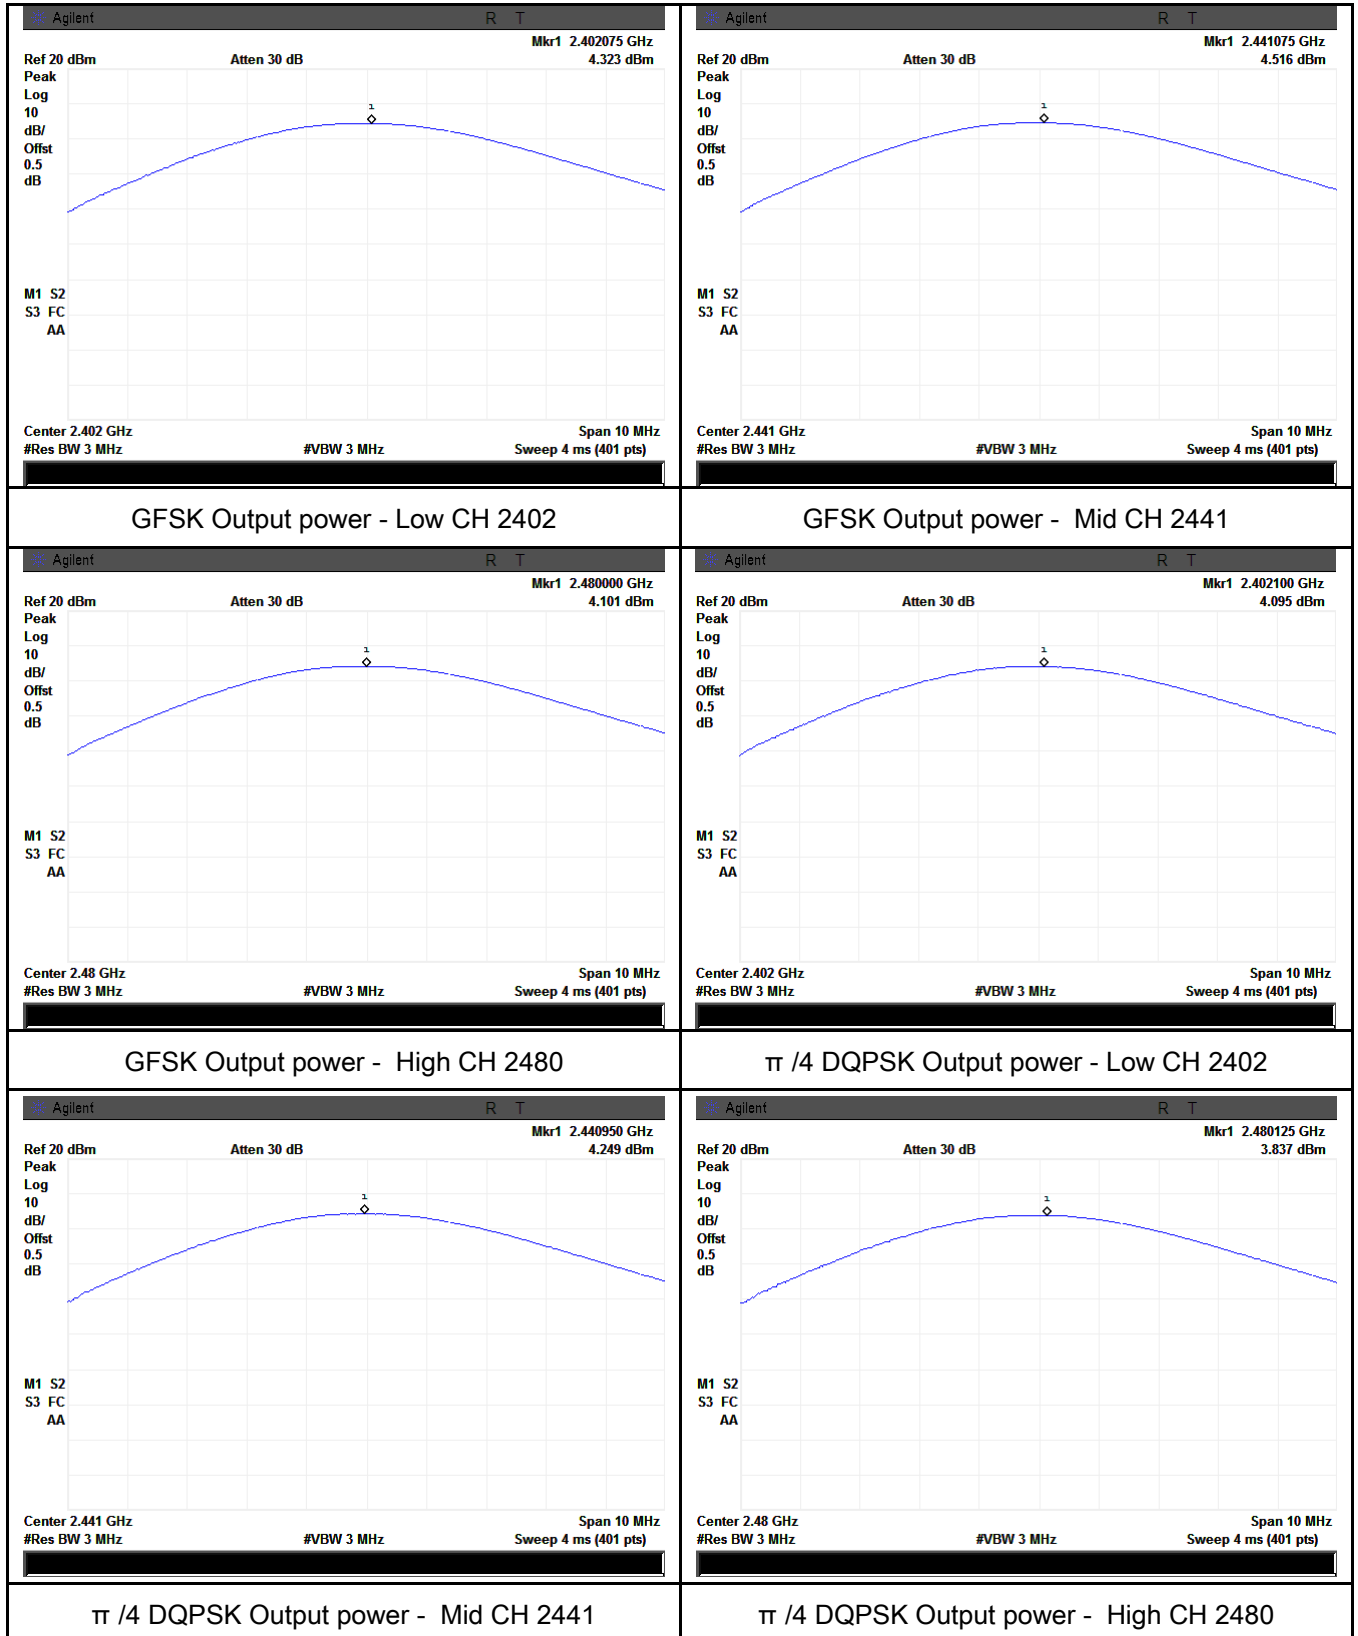 Agilent R T
Mkr1 2.402075 GHz
Ref 20 dBm Atten 30 dB 4.323 dBm
Peak
Log
10
dB/
Offst
0.5
dB
1
M1 S2
S3 FC
AA
Center 2.402 GHz Span 10 MHz
#Res BW 3 MHz #VBW 3 MHz Sweep 4 ms (401 pts)
GFSK Output power - Low CH 2402
Agilent R T
Mkr1 2.441075 GHz
Ref 20 dBm Atten 30 dB 4.516 dBm
Peak
Log
10
dB/
Offst
0.5
dB
1
M1 S2
S3 FC
AA
Center 2.441 GHz Span 10 MHz
#Res BW 3 MHz #VBW 3 MHz Sweep 4 ms (401 pts)
GFSK Output power - Mid CH 2441
Agilent R T
Mkr1 2.480000 GHz
Ref 20 dBm Atten 30 dB 4.101 dBm
Peak
Log
10
dB/
Offst
0.5
dB
1
M1 S2
S3 FC
AA
Center 2.48 GHz Span 10 MHz
#Res BW 3 MHz #VBW 3 MHz Sweep 4 ms (401 pts)
GFSK Output power - High CH 2480
Agilent R T
Mkr1 2.402100 GHz
Ref 20 dBm Atten 30 dB 4.095 dBm
Peak
Log
10
dB/
Offst
0.5
dB
1
M1 S2
S3 FC
AA
Center 2.402 GHz Span 10 MHz
#Res BW 3 MHz #VBW 3 MHz Sweep 4 ms (401 pts)
π /4 DQPSK Output power - Low CH 2402
Agilent R T
Mkr1 2.440950 GHz
Ref 20 dBm Atten 30 dB 4.249 dBm
Peak
Log
10
dB/
Offst
0.5
dB
1
M1 S2
S3 FC
AA
Center 2.441 GHz Span 10 MHz
#Res BW 3 MHz #VBW 3 MHz Sweep 4 ms (401 pts)
π /4 DQPSK Output power - Mid CH 2441
Agilent R T
Mkr1 2.480125 GHz
Ref 20 dBm Atten 30 dB 3.837 dBm
Peak
Log
10
dB/
Offst
0.5
dB
1
M1 S2
S3 FC
AA
Center 2.48 GHz Span 10 MHz
#Res BW 3 MHz #VBW 3 MHz Sweep 4 ms (401 pts)
π /4 DQPSK Output power - High CH 2480